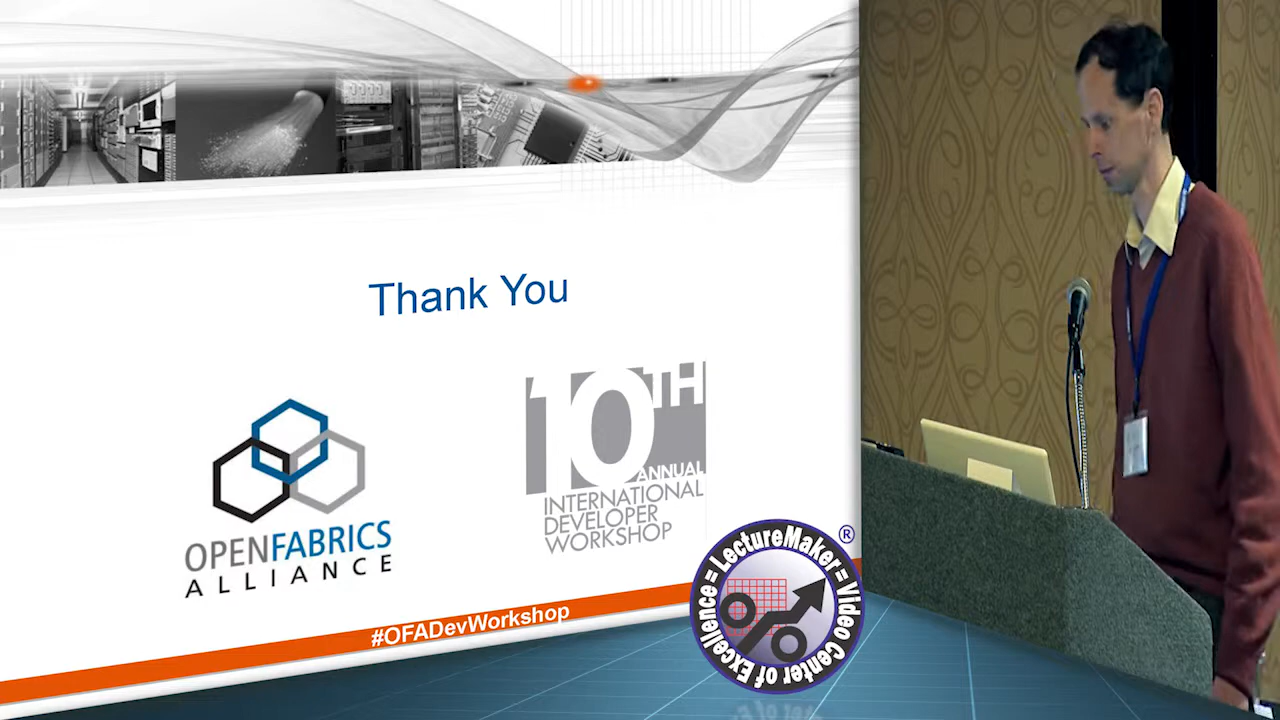 Thank You
10TH
ANNUAL
INTERNATIONAL
DEVELOPER
WORKSHOP
OPENFABRICS
ALLIANCE
#OFADevWorkshop
= LectureMaker = Video Center of Excellence
®